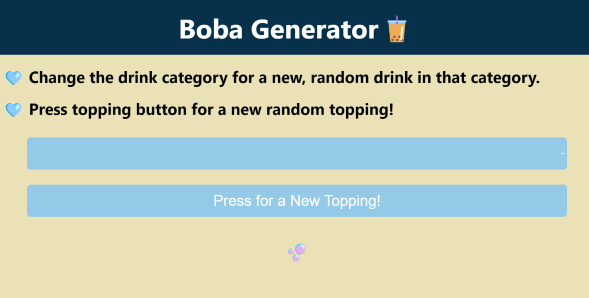 Boba Generator 🧋
🩵 Change the drink category for a new, random drink in that category.
🩵 Press topping button for a new random topping!
Press for a New Topping!
🫧